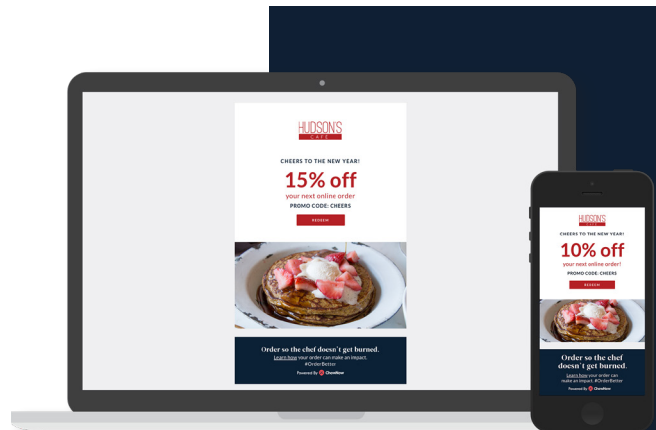 HUDSON'S
CAFE
CHEERS TO THE NEW YEAR!
15% off
your next online order
PROMO CODE: CHEERS
REDEEM
Order so the chef doesn't get burned.
Learn how your order can make an impact.
#OrderBetter
Powered By ChowNow
HUDSON'S
CAFE
CHEERS TO THE NEW YEAR!
10% off
your next online order!
PROMO CODE: CHEERS
REDEEM
Order so the chef
doesn't get burned.
Learn how your order can
make an impact. #OrderBetter
Powered By ChowNow